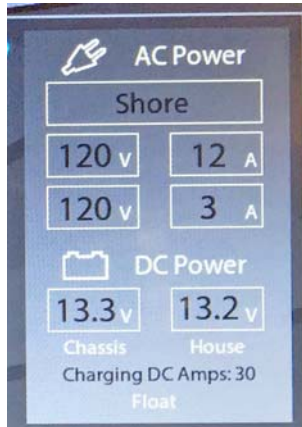 AC Power
Shore
120 V 12 A
120 V 3 A
DC Power
13.3 V 13.2 V
Chassis House
Charging DC Amps: 30
Float